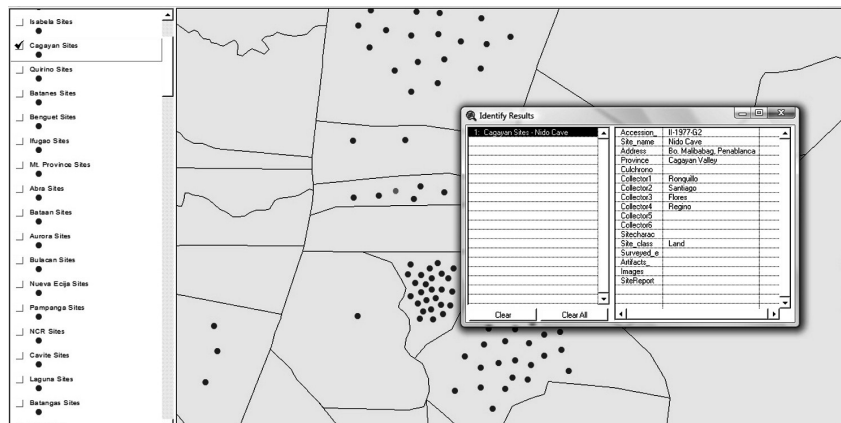 Isabela Sites
Cagayan Sites
Quirino Sites
Batanes Sites
Benguet Sites
Ifugao Sites
Mt. Province Sites
Abra Sites
Bataan Sites
Aurora Sites
Bulacan Sites
Nueva Ecija Sites
Pampanga Sites
NCR Sites
Cavite Sites
Laguna Sites
Batangas Sites
Identify Results
1: Cagayan Sites - Nido Cave
Clear Clear All
Accession_ II-1977-G2
Site_name Nido Cave
Address Bo. Malibabag, Penablanca
Province Cagayan Valley
Culchrono
Collector1 Ronquillo
Collector2 Santiago
Collector3 Flores
Collector4 Regino
Collector5
Collector6
Sitecharac
Site_class Land
Surveyed_e
Artifacts_
Images
SiteReport